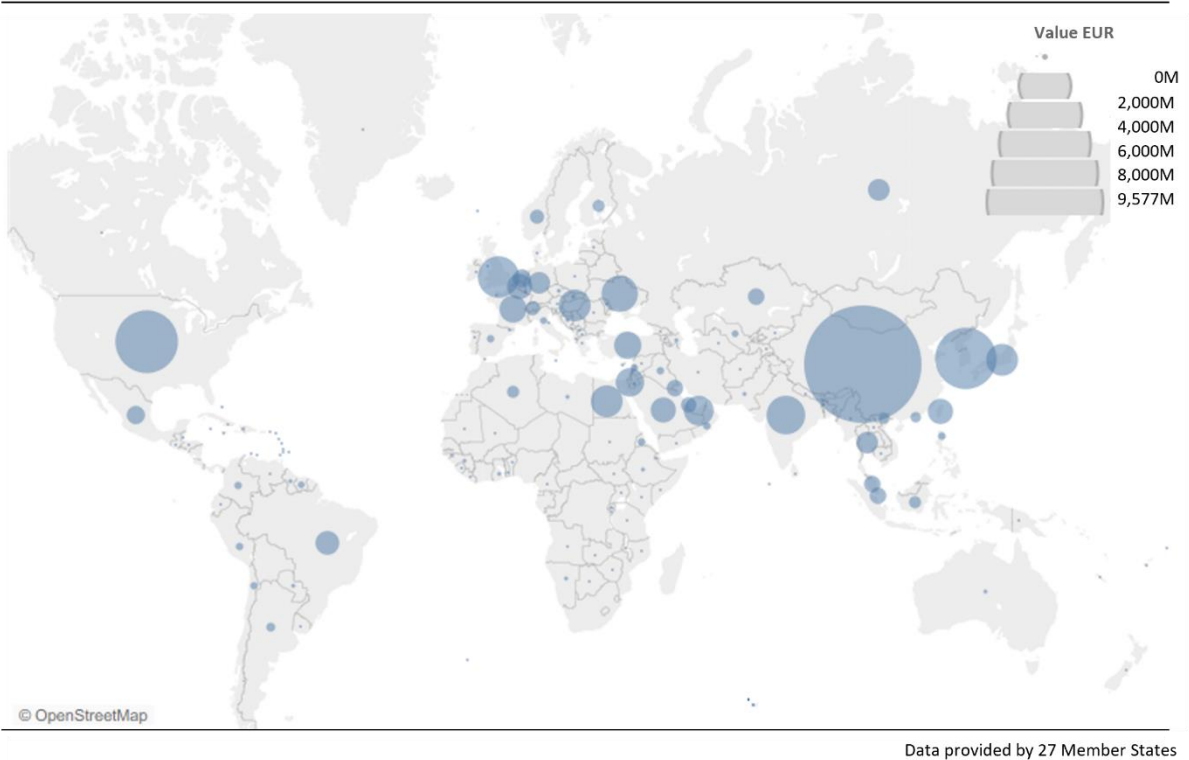 Value EUR
0M
2,000M
4,000M
6,000M
8,000M
9,577M
© OpenStreetMap
Data provided by 27 Member States